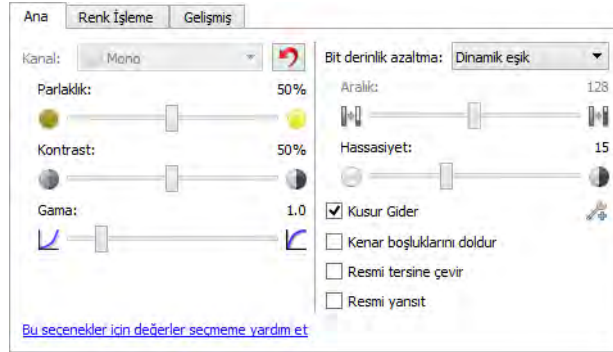 Ana Renk İşleme Gelişmiş
Kanal: Mono
Parlaklık: 50%
Kontrast: 50%
Gama: 1.0
Bu seçenekler için değerler seçmeme yardım et
Bit derinlik azaltma: Dinamik eşik
Aralık: 128
Hassasiyet: 15
Kusur Gider
Kenar boşluklarını doldur
Resmi tersine çevir
Resmi yansıt